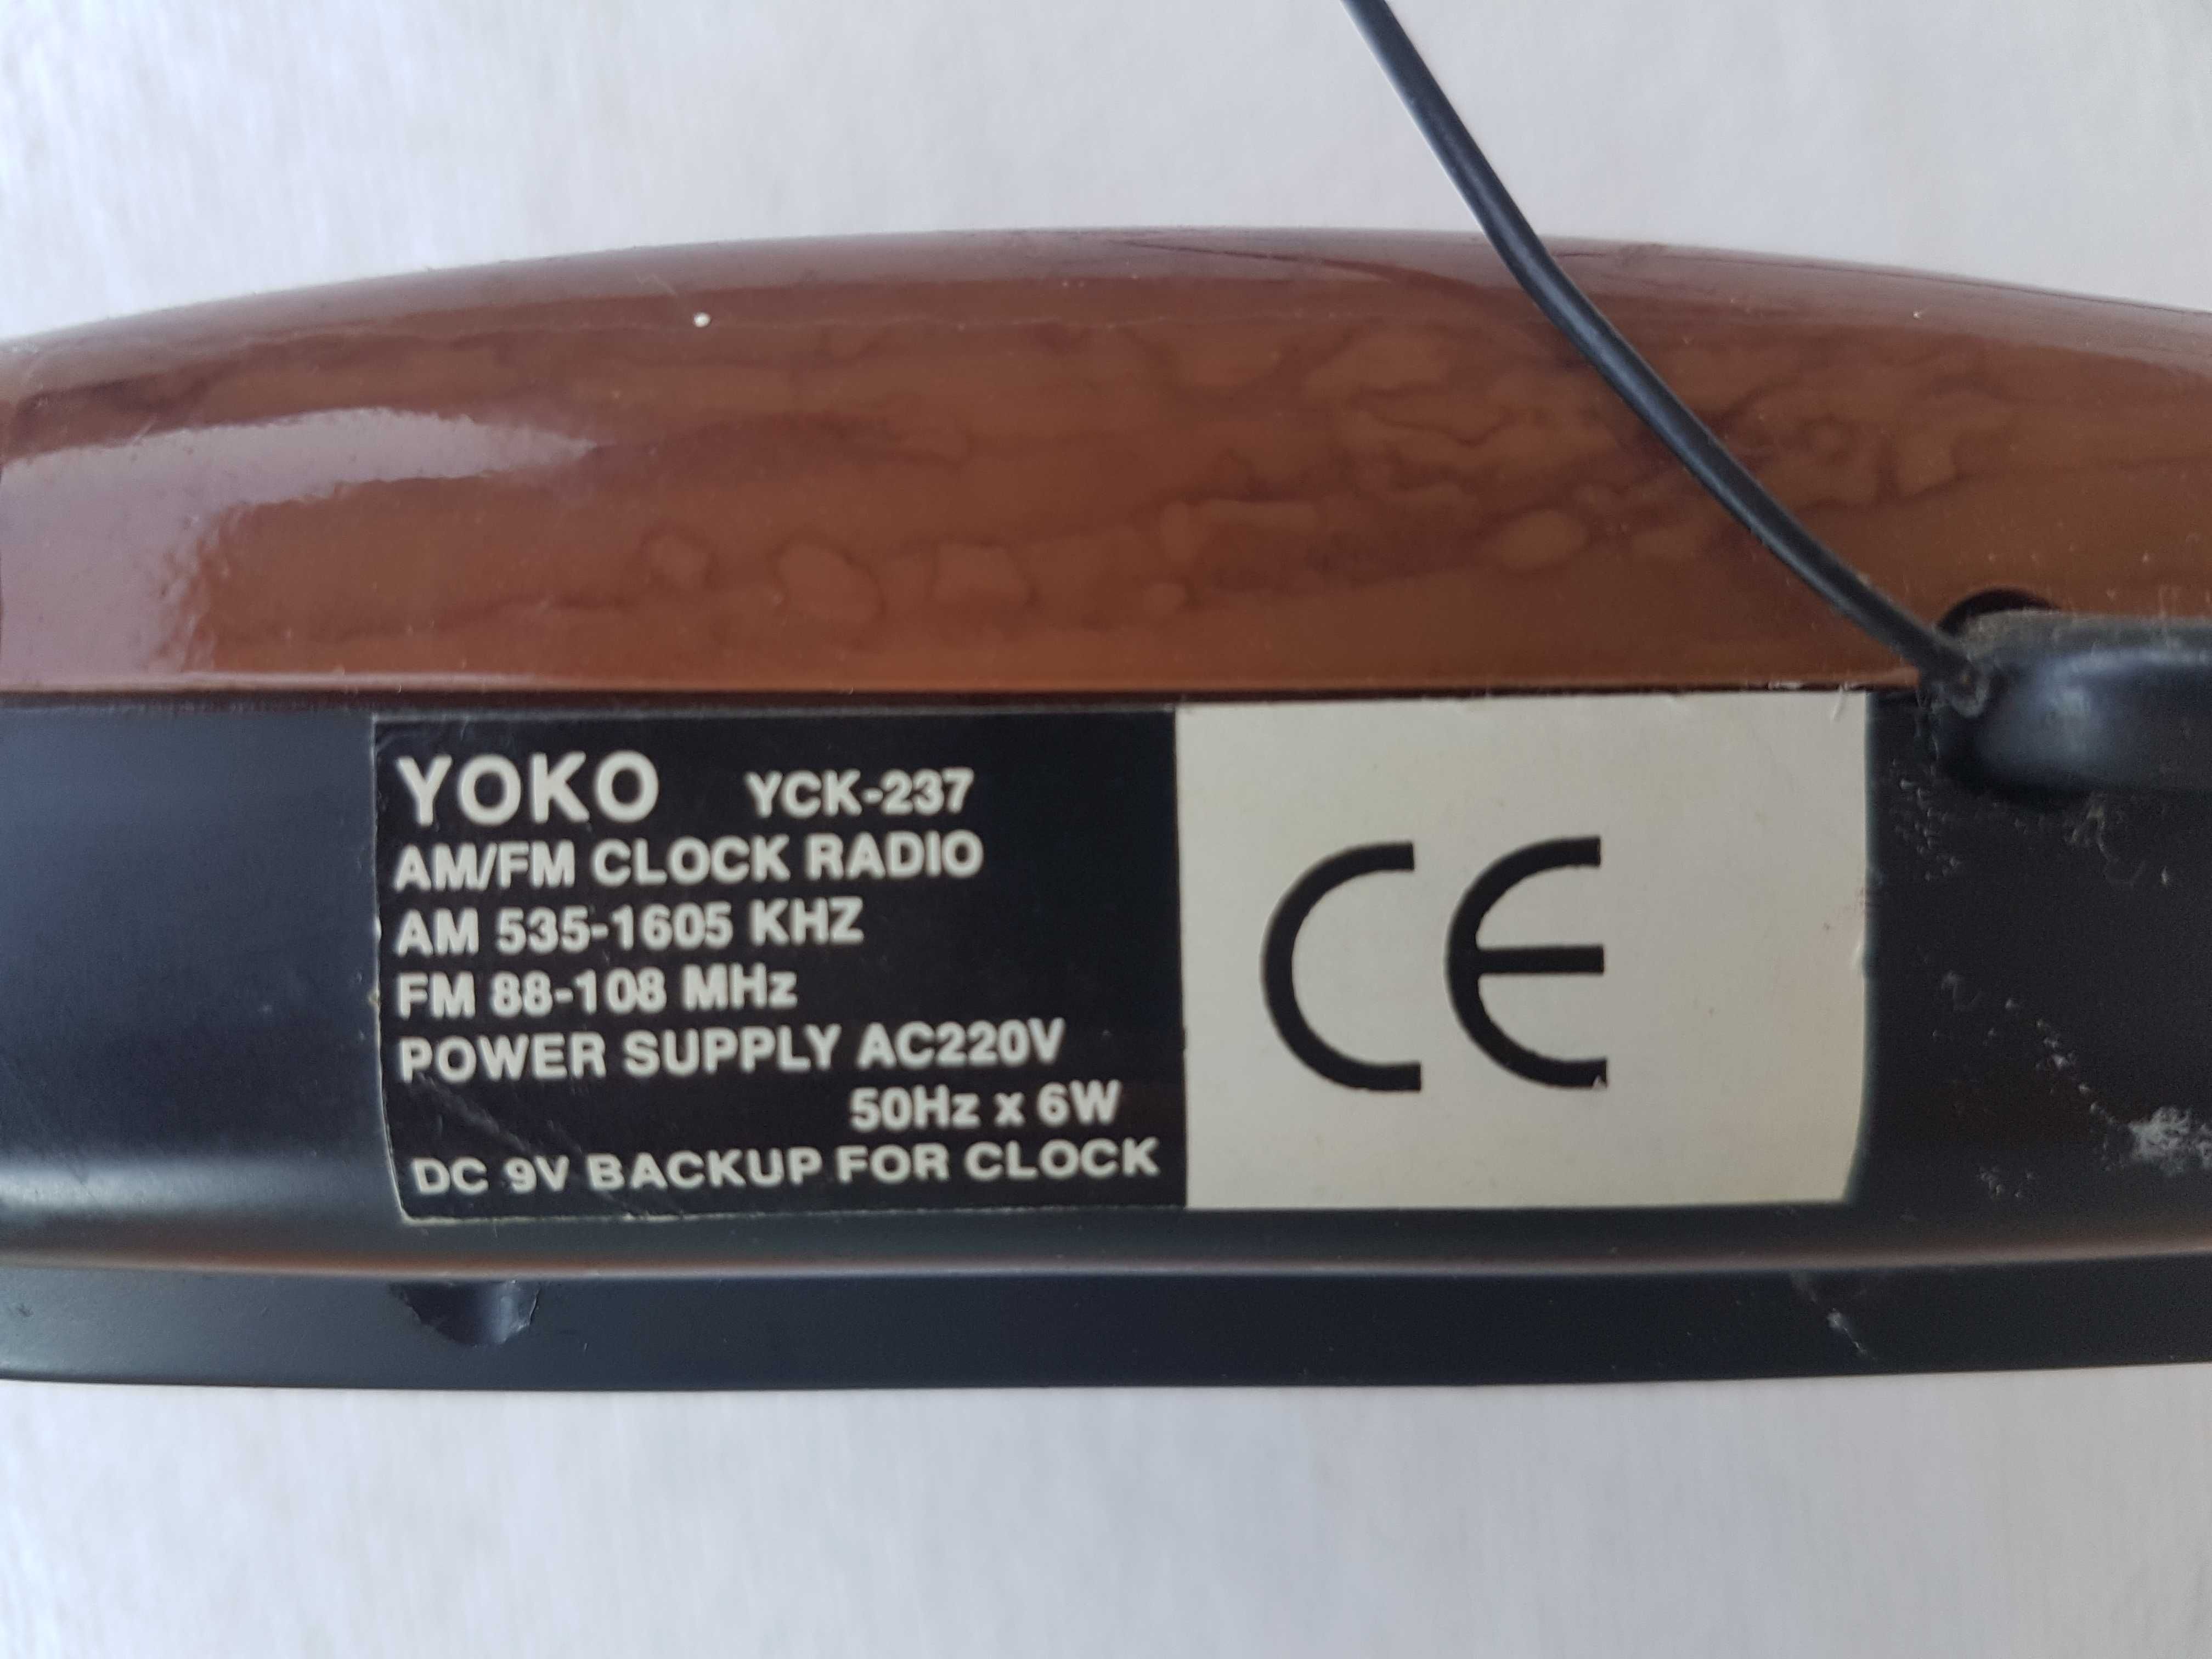 YOKO YCK-237
AM/FM CLOCK RADIO
AM 535-1605 KHZ
FM 88-108 MHz
POWER SUPPLY AC220V
50Hz x 6W
DC 9V BACKUP FOR CLOCK
CE